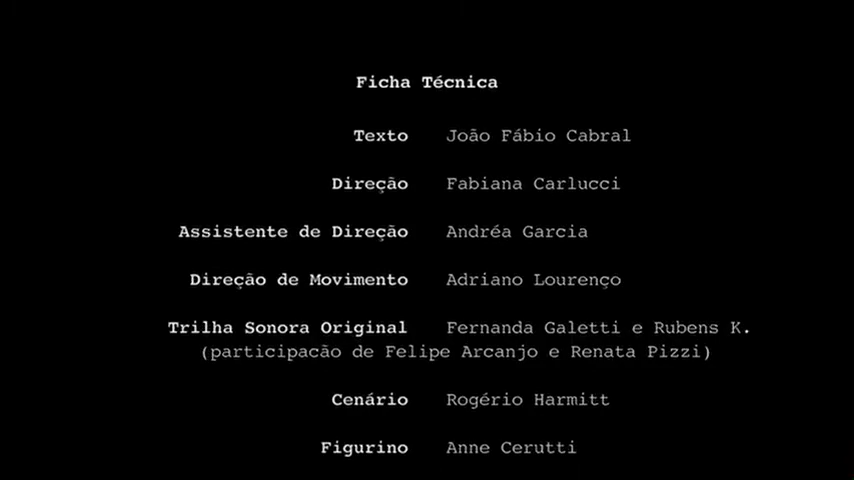 Ficha Técnica
Texto João Fábio Cabral
Direção Fabiana Carlucci
Assistente de Direção Andréa Garcia
Direção de Movimento Adriano Lourenço
Trilha Sonora Original Fernanda Galetti e Rubens K.
(participacão de Felipe Arcanjo e Renata Pizzi)
Cenário Rogério Harmitt
Figurino Anne Cerutti